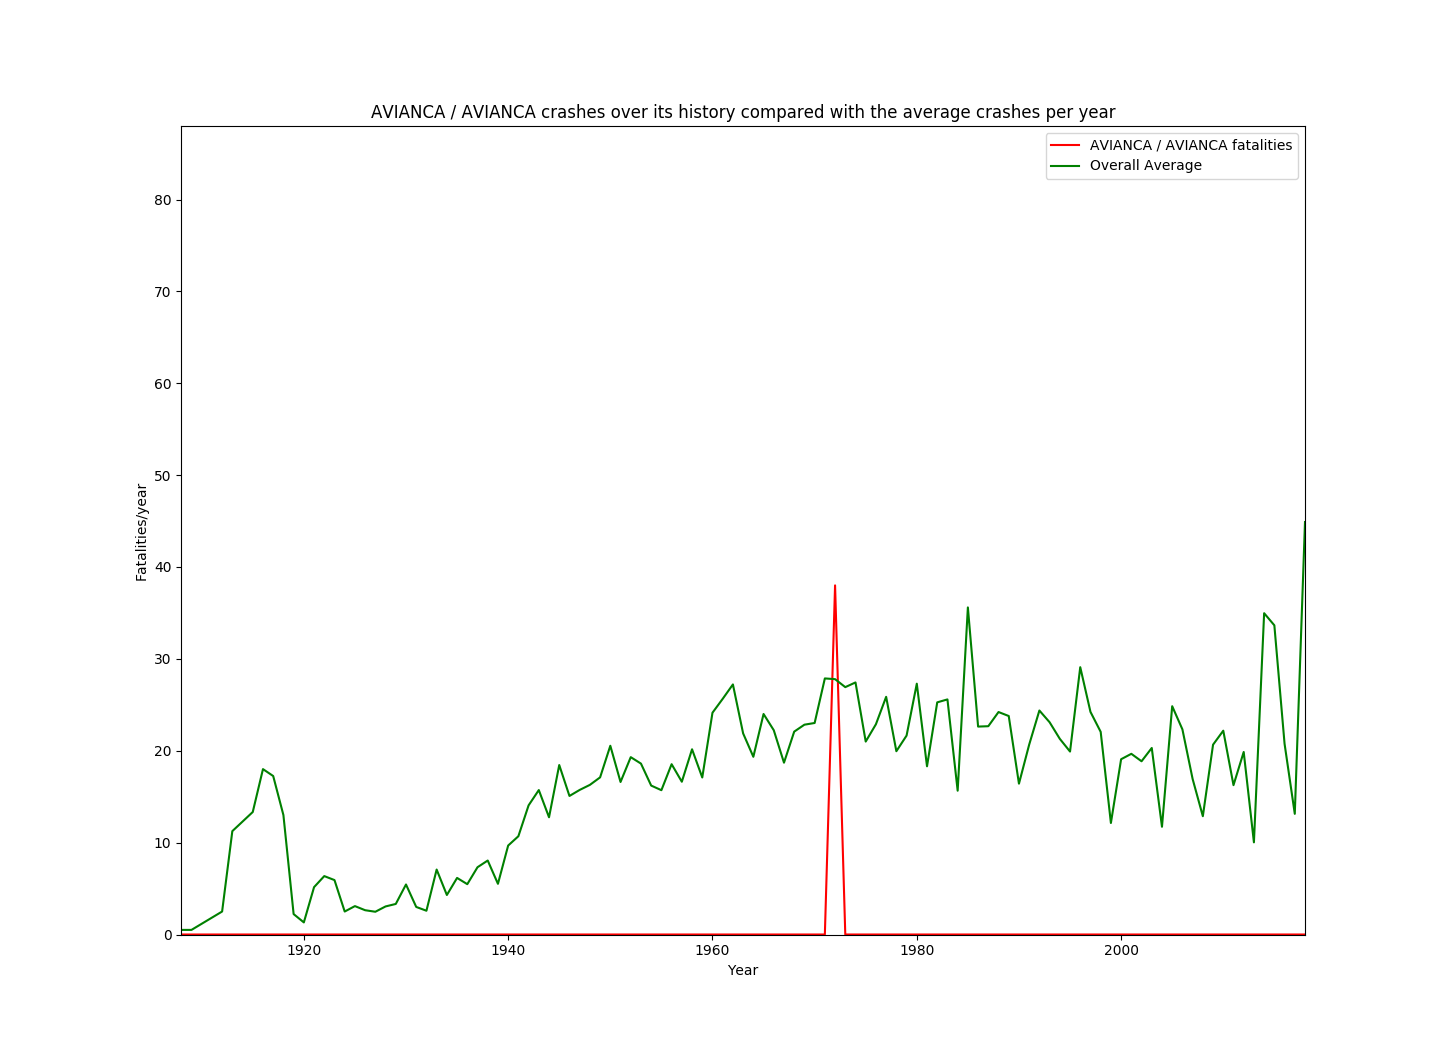 AVIANCA / AVIANCA crashes over its history compared with the average crashes per year
AVIANCA / AVIANCA fatalities
Overall Average
80
70
60
50
40
30
20
10
0
Fatalities/year
1920
1940
1960
1980
2000
Year